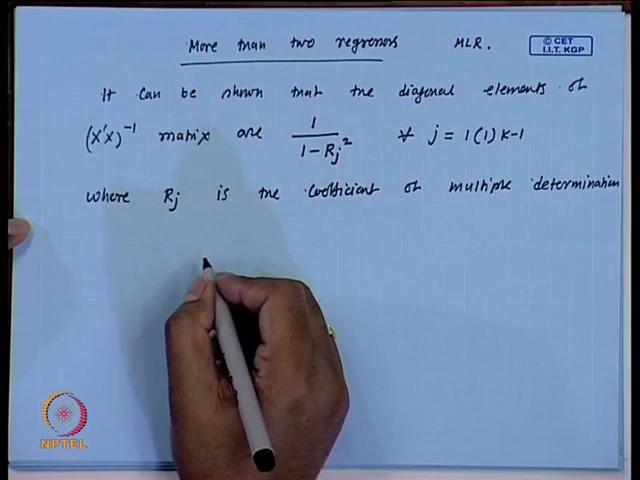 More than two regressors MLR.
© CET
I.I.T. KGP
It can be shown that the diagonal elements of
(X'X)⁻¹ matrix are 1/(1 - Rj²) ∀ j = 1(1) K-1
where Rj is the coefficient of multiple determination
NPTEL